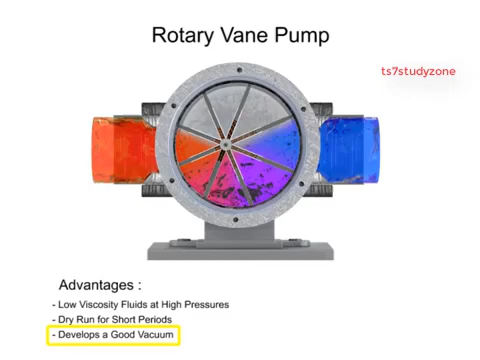 Rotary Vane Pump
ts7studyzone
Advantages :
- Low Viscosity Fluids at High Pressures
- Dry Run for Short Periods
- Develops a Good Vacuum